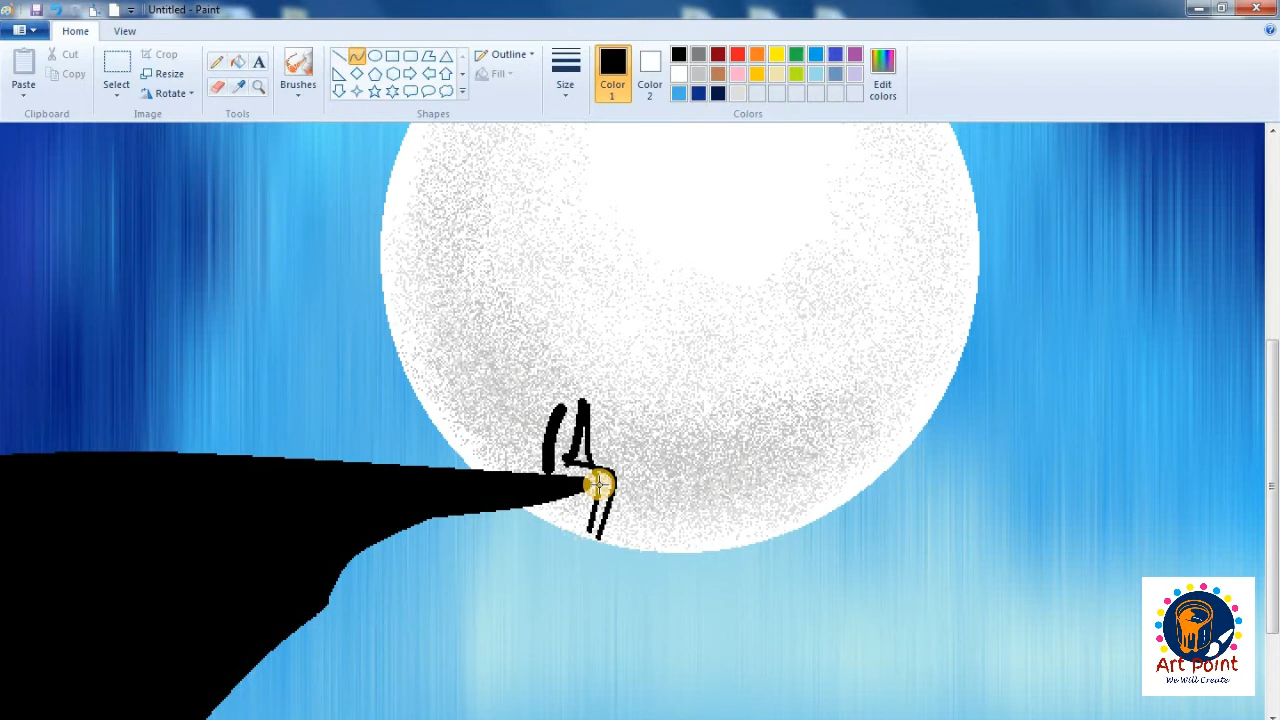 Untitled - Paint
Home View
Paste
Cut
Copy
Clipboard
Select
Crop
Resize
Rotate
Image
A
Tools
Brushes
Outline
Fill
Shapes
Size
Color
1
Color
2
Edit
colors
Colors
Art Point
We Will Create